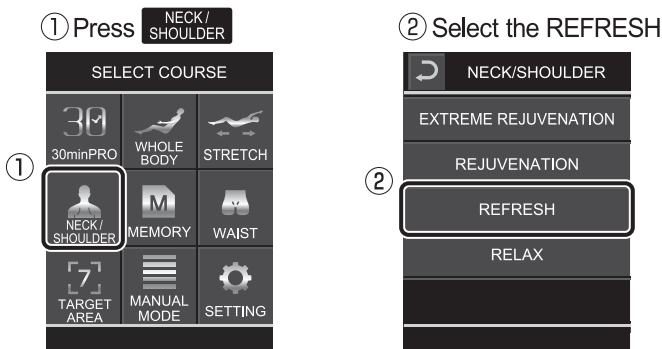 ① Press NECK/
SHOULDER
SELECT COURSE
30
30minPRO
WHOLE
BODY
STRETCH
①
NECK/
SHOULDER
M
MEMORY
WAIST
7
TARGET
AREA
MANUAL
MODE
SETTING
② Select the REFRESH
NECK/SHOULDER
EXTREME REJUVENATION
REJUVENATION
②
REFRESH
RELAX